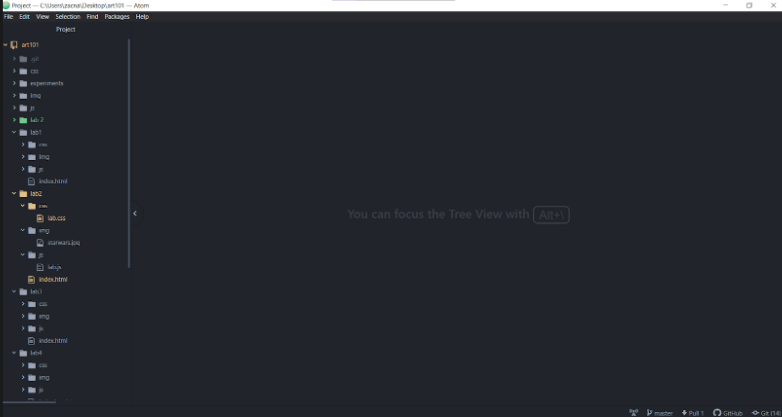 Project — C:\Users\zacna\Desktop\art101 — Atom
File Edit View Selection Find Packages Help
Project
art101
.git
css
experiments
img
js
lab 2
lab1
css
img
js
index.html
lab2
css
lab.css
img
starwars.jpg
js
lab.js
index.html
lab3
css
img
js
index.html
lab4
css
img
js
You can focus the Tree View with Alt+\
master Pull 1 GitHub Git (14)